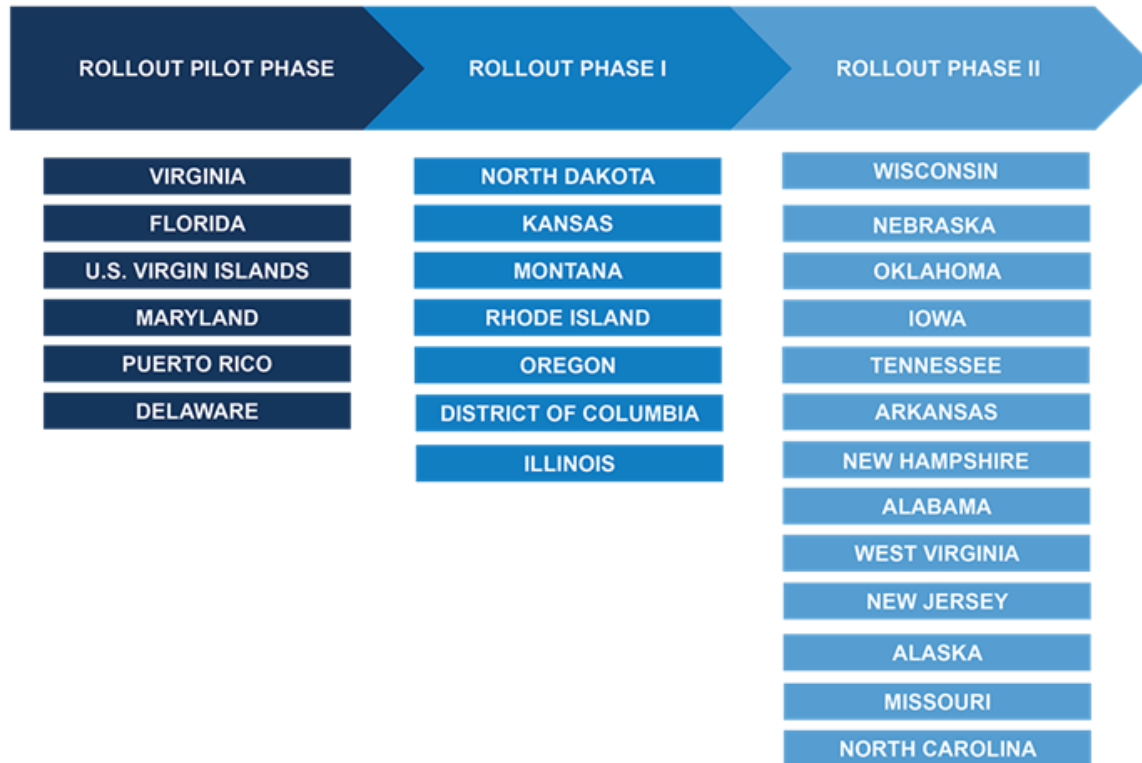 ROLLOUT PILOT PHASE
ROLLOUT PHASE I
ROLLOUT PHASE II
VIRGINIA
FLORIDA
U.S. VIRGIN ISLANDS
MARYLAND
PUERTO RICO
DELAWARE
NORTH DAKOTA
KANSAS
MONTANA
RHODE ISLAND
OREGON
DISTRICT OF COLUMBIA
ILLINOIS
WISCONSIN
NEBRASKA
OKLAHOMA
IOWA
TENNESSEE
ARKANSAS
NEW HAMPSHIRE
ALABAMA
WEST VIRGINIA
NEW JERSEY
ALASKA
MISSOURI
NORTH CAROLINA